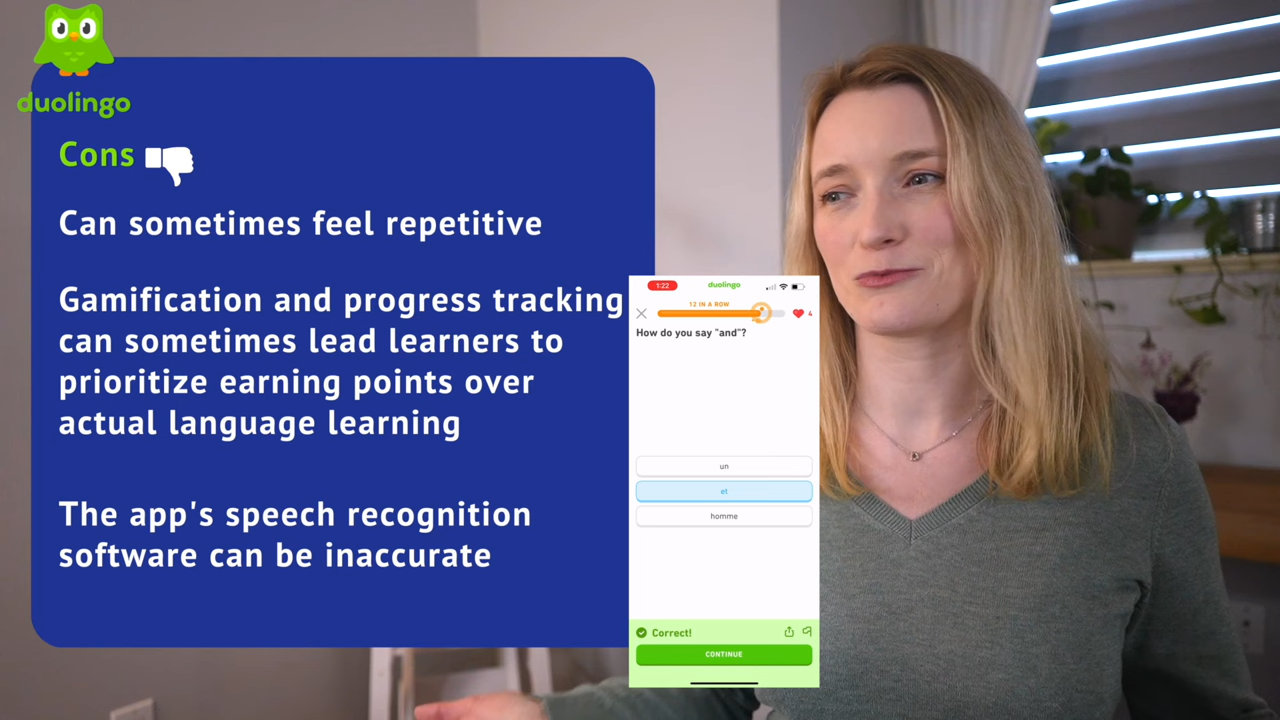 duolingo
Cons
Can sometimes feel repetitive
Gamification and progress tracking
can sometimes lead learners to
prioritize earning points over
actual language learning
The app's speech recognition
software can be inaccurate
1:22
duolingo
12 IN A ROW
4
How do you say "and"?
un
et
homme
Correct!
CONTINUE